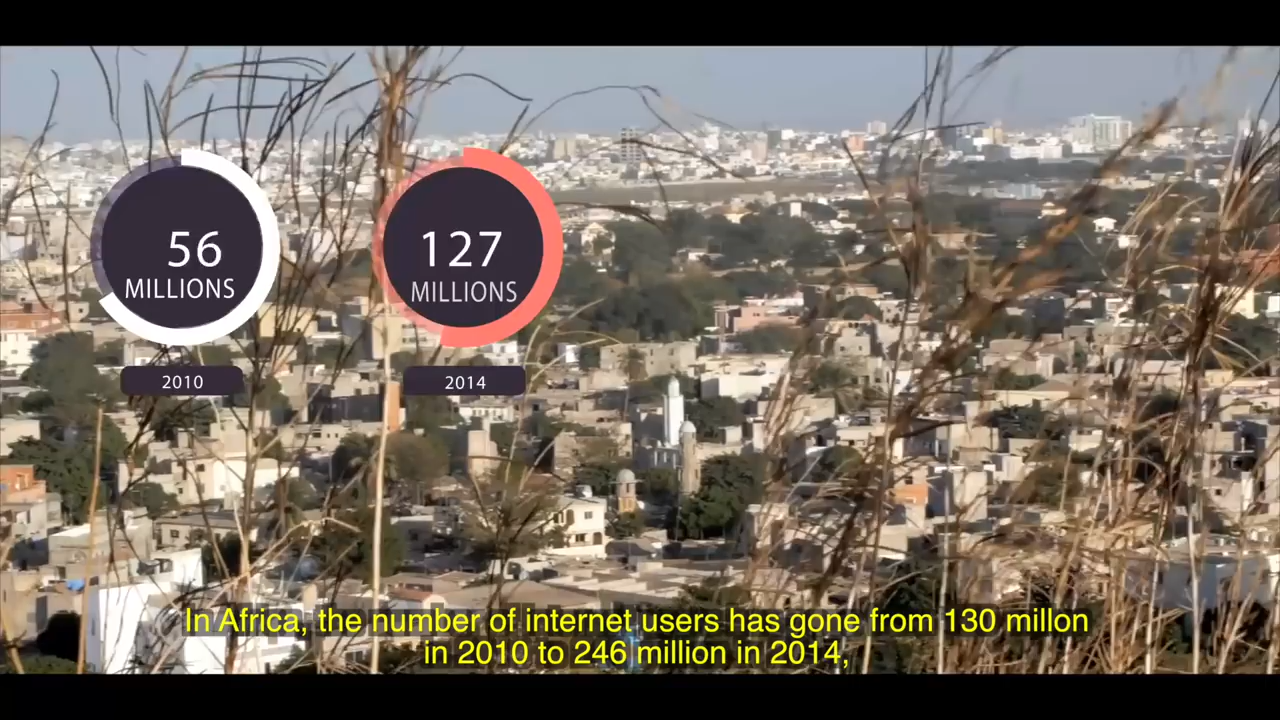 56
MILLIONS
2010
127
MILLIONS
2014
In Africa, the number of internet users has gone from 130 millon
in 2010 to 246 million in 2014,